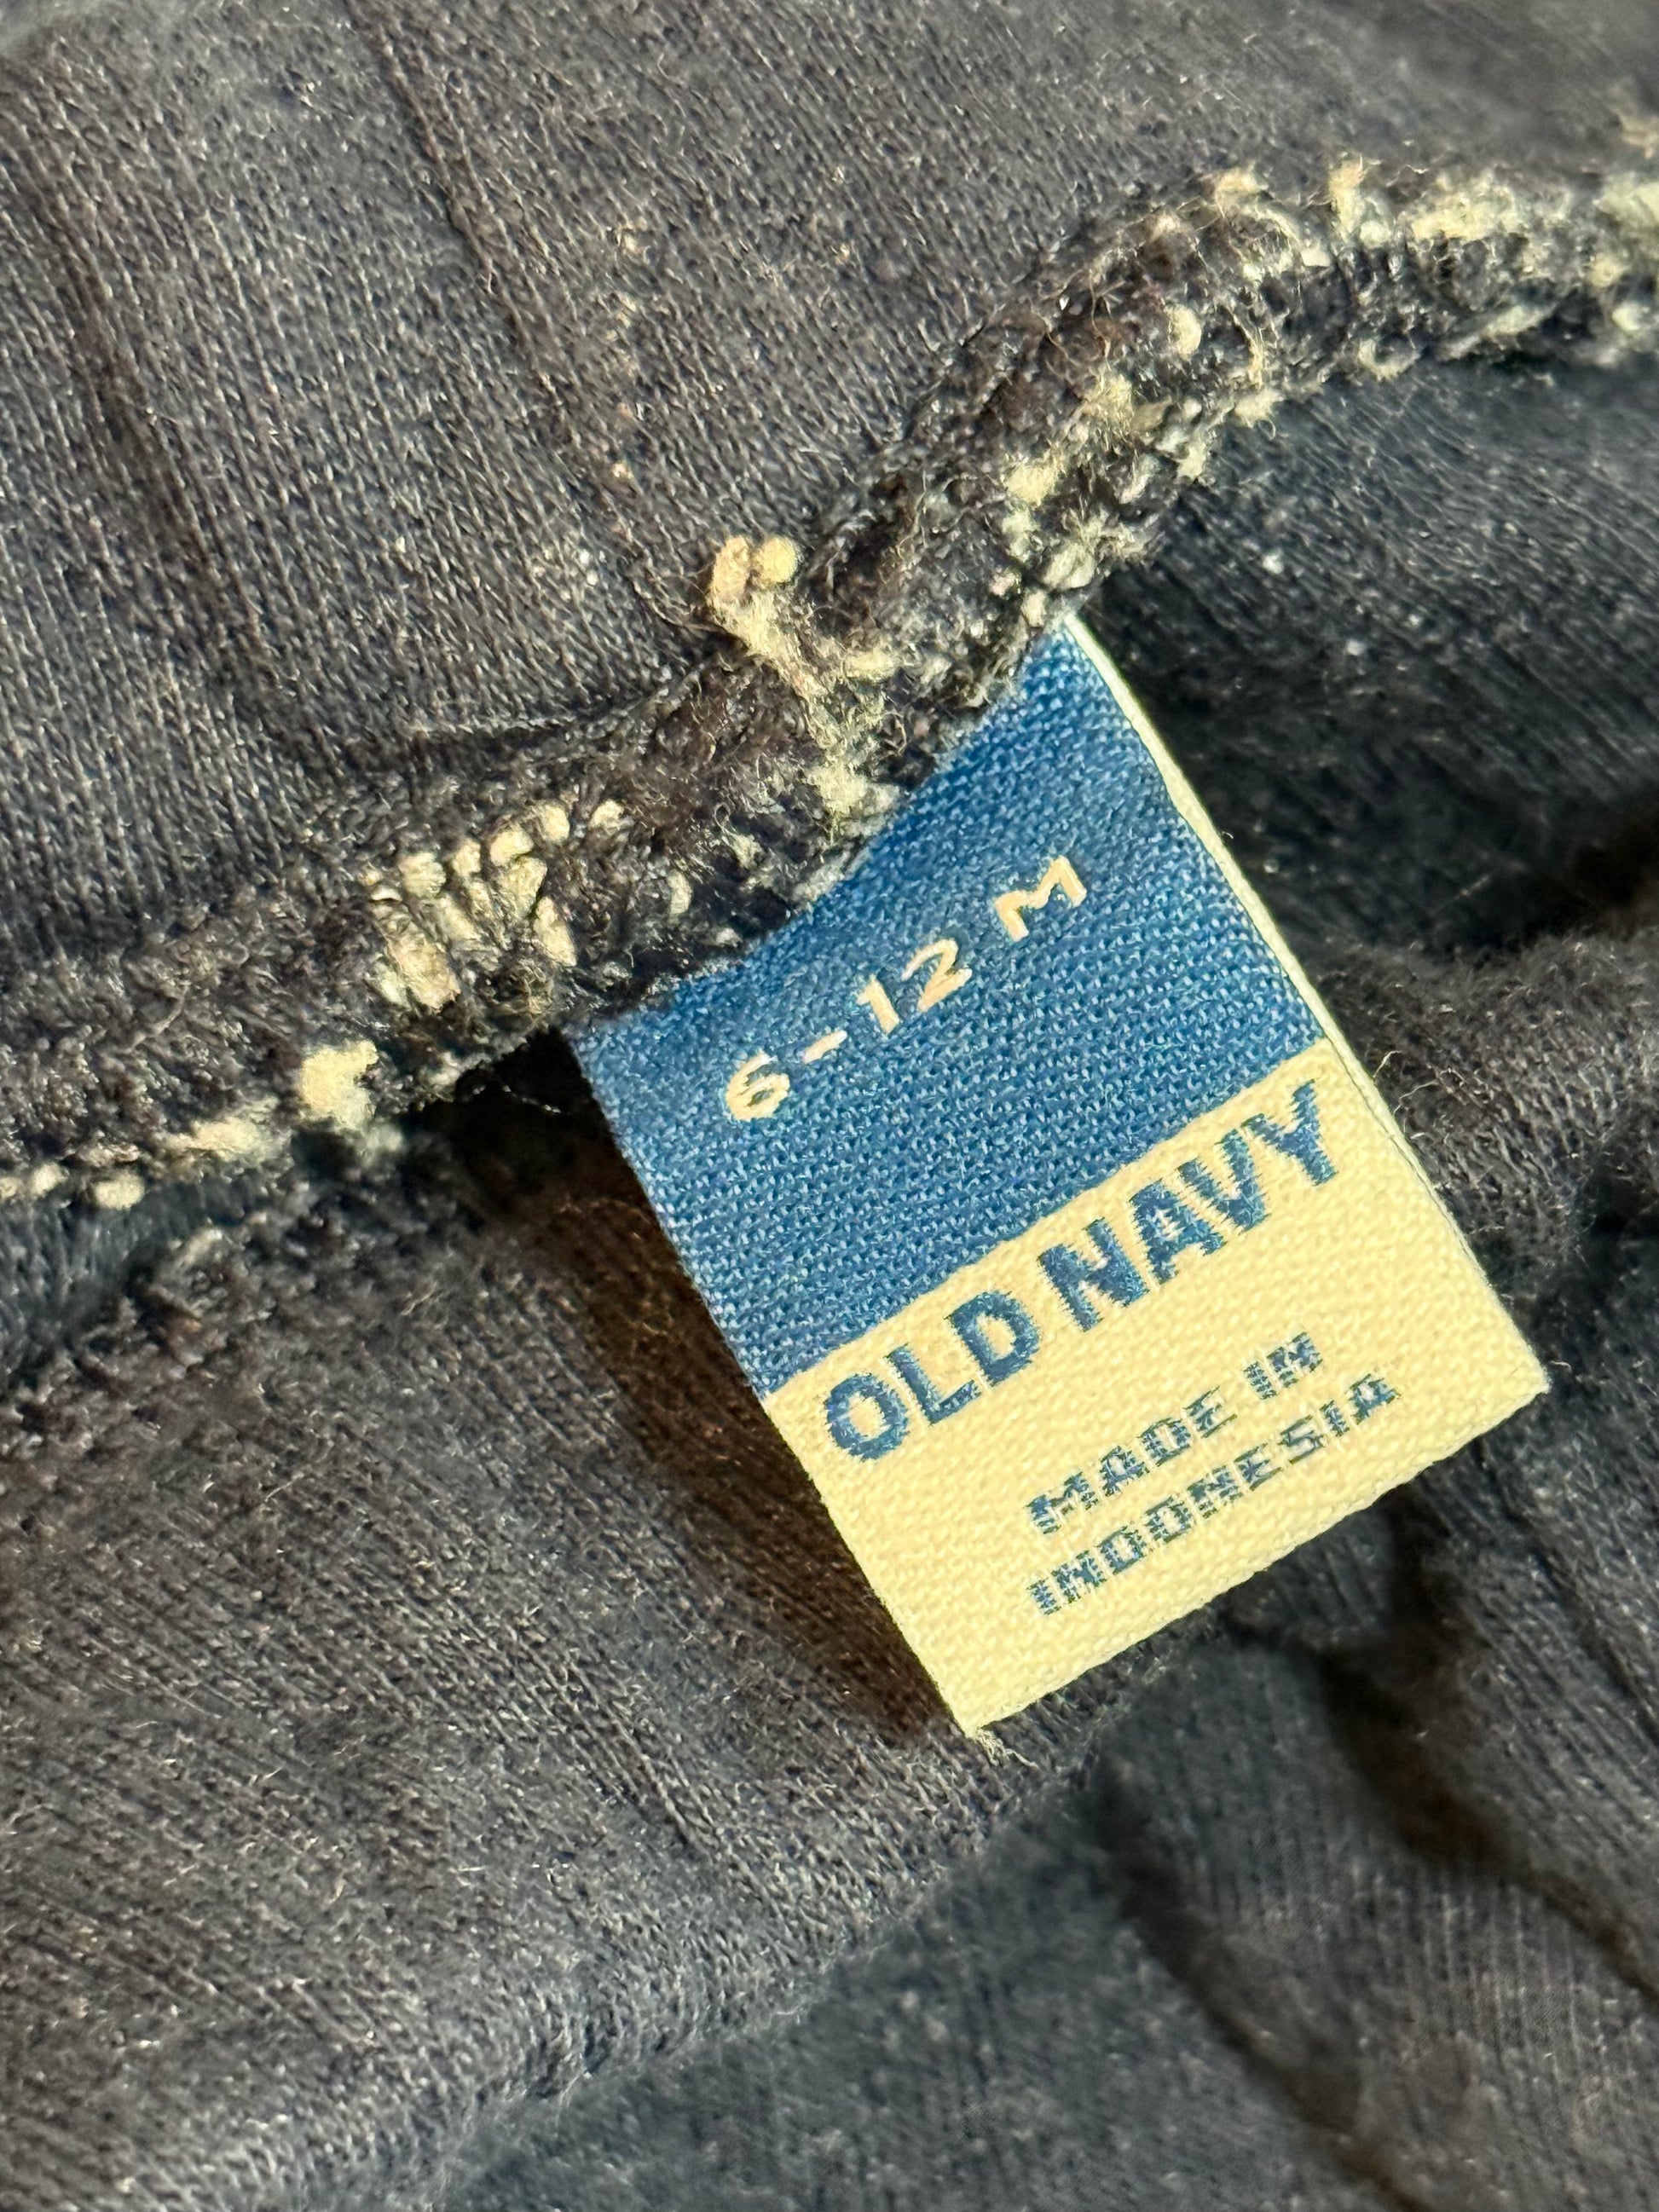 6-12 M
OLD NAVY
MADE IN
INDONESIA